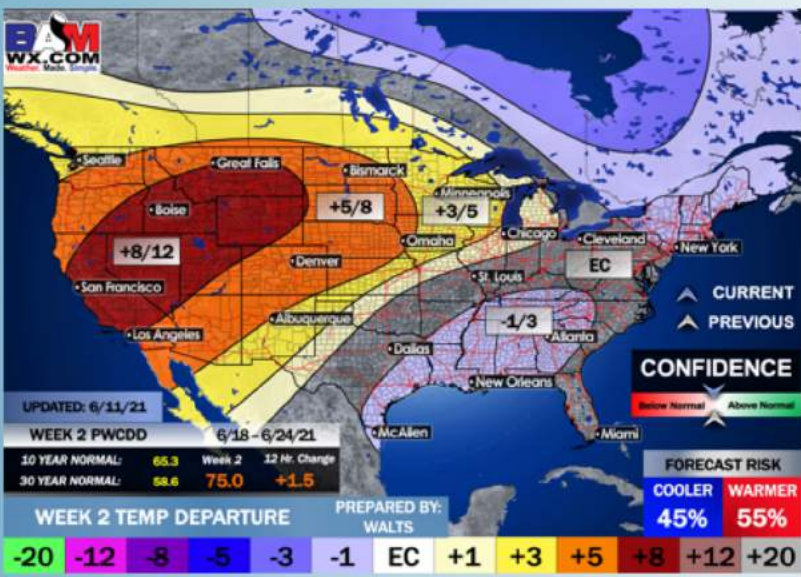 BAM
WX.COM
Weather. Made. Simple.
Seattle
Great Falls
Bismarck
Minneapolis
Boise
+5/8
+3/5
+8/12
Omaha
Chicago
Cleveland
New York
Denver
EC
San Francisco
St. Louis
CURRENT
Albuquerque
-1/3
PREVIOUS
Los Angeles
Atlanta
Dallas
CONFIDENCE
New Orleans
Below Normal
Above Normal
UPDATED: 6/11/21
McAllen
Miami
WEEK 2 PWCDD 6/18 - 6/24/21
10 YEAR NORMAL: 65.3 Week 2 12 Hr. Change
30 YEAR NORMAL: 58.6 75.0 +1.5
FORECAST RISK
COOLER WARMER
45% 55%
WEEK 2 TEMP DEPARTURE
PREPARED BY:
WALTS
-20 -12 -8 -5 -3 -1 EC +1 +3 +5 +8 +12 +20